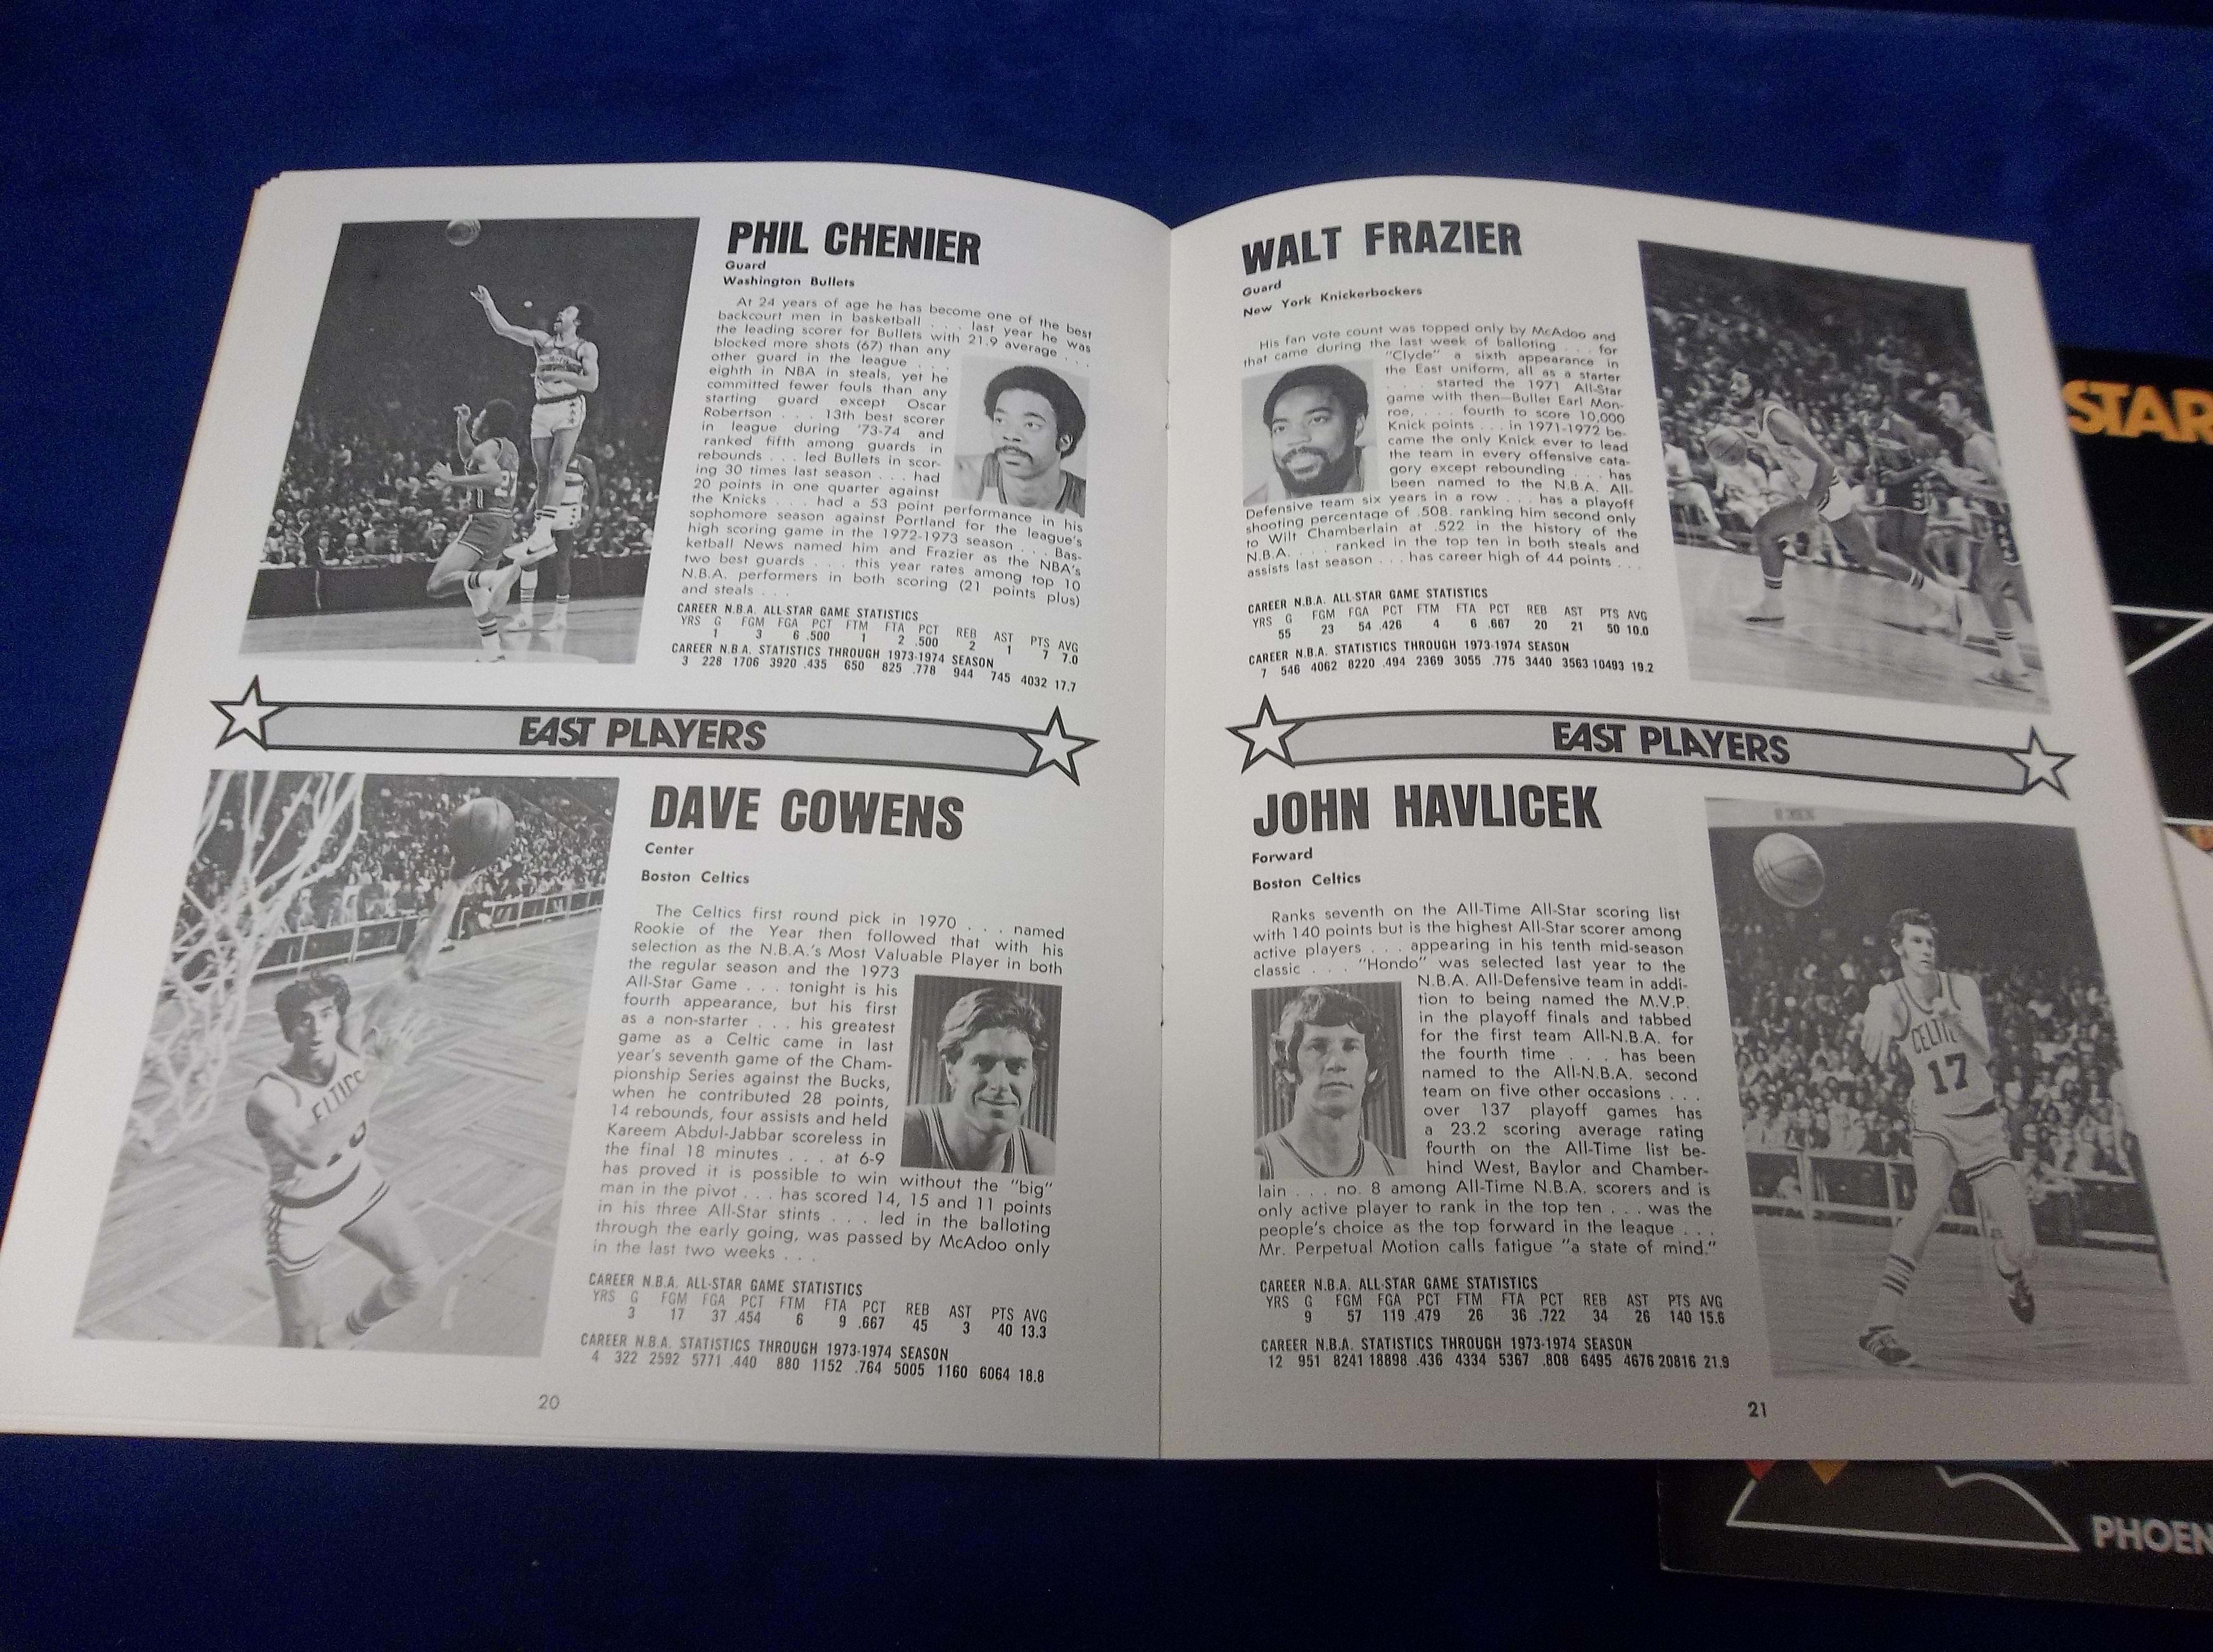 PHIL CHENIER
Guard
Washington Bullets
At 24 years of age he has become one of the best
backcourt men in basketball . . . last year he was
the leading scorer for Bullets with 21.9 average . . .
blocked more shots (67) than any
other guard in the league . . .
eighth in NBA in steals, yet he
committed fewer fouls than any
starting guard except Oscar
Robertson . . . 13th best scorer
in league during '73-74 and
ranked fifth among guards in
rebounds . . . led Bullets in scor-
ing 30 times last season . . . had
20 points in one quarter against
the Knicks . . . had a 53 point performance in his
sophomore season against Portland for the league's
high scoring game in the 1972-1973 season . . . Bas-
ketball News named him and Frazier as the NBA's
two best guards . . . this year rates among top 10
N.B.A. performers in both scoring (21 points plus)
and steals . . .
CAREER N.B.A. ALL-STAR GAME STATISTICS
YRS G FGM FGA PCT FTM FTA PCT REB AST PTS AVG
1 3 6 .500 1 2 .500 2 1 7 7.0
CAREER N.B.A. STATISTICS THROUGH 1973-1974 SEASON
3 228 1706 3920 .435 650 825 .778 944 745 4032 17.7
EAST PLAYERS
DAVE COWENS
Center
Boston Celtics
The Celtics first round pick in 1970 . . . named
Rookie of the Year then followed that with his
selection as the N.B.A.'s Most Valuable Player in both
the regular season and the 1973
All-Star Game . . . tonight is his
fourth appearance, but his first
as a non-starter . . . his greatest
game as a Celtic came in last
year's seventh game of the Cham-
pionship Series against the Bucks,
when he contributed 28 points,
14 rebounds, four assists and held
Kareem Abdul-Jabbar scoreless in
the final 18 minutes . . . at 6-9
has proved it is possible to win without the "big"
man in the pivot . . . has scored 14, 15 and 11 points
in his three All-Star stints . . . led in the balloting
through the early going, was passed by McAdoo only
in the last two weeks . . .
CAREER N.B.A. ALL-STAR GAME STATISTICS
YRS G FGM FGA PCT FTM FTA PCT REB AST PTS AVG
3 17 37 .454 6 9 .667 45 3 40 13.3
CAREER N.B.A. STATISTICS THROUGH 1973-1974 SEASON
4 322 2592 5771 .440 880 1152 .764 5005 1160 6064 18.8
20
WALT FRAZIER
Guard
New York Knickerbockers
His fan vote count was topped only by McAdoo and
that came during the last week of balloting . . . for
"Clyde" a sixth appearance in
the East uniform, all as a starter
. . . . started the 1971 All-Star
game with then—Bullet Earl Mon-
roe, . . . fourth to score 10,000
Knick points . . . in 1971-1972 be-
came the only Knick ever to lead
the team in every offensive cata-
gory except rebounding . . . has
been named to the N.B.A. All-
Defensive team six years in a row . . . has a playoff
shooting percentage of .508. ranking him second only
to Wilt Chamberlain at .522 in the history of the
N.B.A. . . . ranked in the top ten in both steals and
assists last season . . . has career high of 44 points . . .
CAREER N.B.A. ALL-STAR GAME STATISTICS
YRS G FGM FGA PCT FTM FTA PCT REB AST PTS AVG
55 23 54 .426 4 6 .667 20 21 50 10.0
CAREER N.B.A. STATISTICS THROUGH 1973-1974 SEASON
7 546 4062 8220 .494 2369 3055 .775 3440 3563 10493 19.2
EAST PLAYERS
JOHN HAVLICEK
Forward
Boston Celtics
Ranks seventh on the All-Time All-Star scoring list
with 140 points but is the highest All-Star scorer among
active players . . . appearing in his tenth mid-season
classic . . . "Hondo" was selected last year to the
N.B.A. All-Defensive team in addi-
tion to being named the M.V.P.
in the playoff finals and tabbed
for the first team All-N.B.A. for
the fourth time . . . has been
named to the All-N.B.A. second
team on five other occasions . . .
over 137 playoff games has
a 23.2 scoring average rating
fourth on the All-Time list be-
hind West, Baylor and Chamber-
lain . . . no. 8 among All-Time N.B.A. scorers and is
only active player to rank in the top ten . . . was the
people's choice as the top forward in the league . . .
Mr. Perpetual Motion calls fatigue "a state of mind."
CAREER N.B.A. ALL-STAR GAME STATISTICS
YRS G FGM FGA PCT FTM FTA PCT REB AST PTS AVG
9 57 119 .479 26 36 .722 34 26 140 15.6
CAREER N.B.A. STATISTICS THROUGH 1973-1974 SEASON
12 951 8241 18898 .436 4334 5367 .808 6495 4676 20816 21.9
21
CELTIC
17
ELTICS
STAR
PHOEN